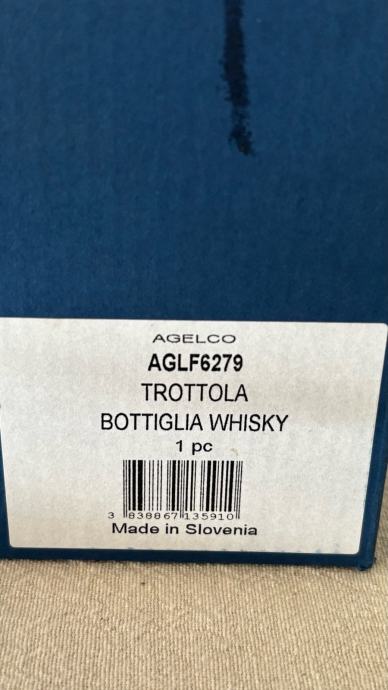 AGELCO
AGLF6279
TROTTOLA
BOTTIGLIA WHISKY
1 pc
3 838867 135910
Made in Slovenia